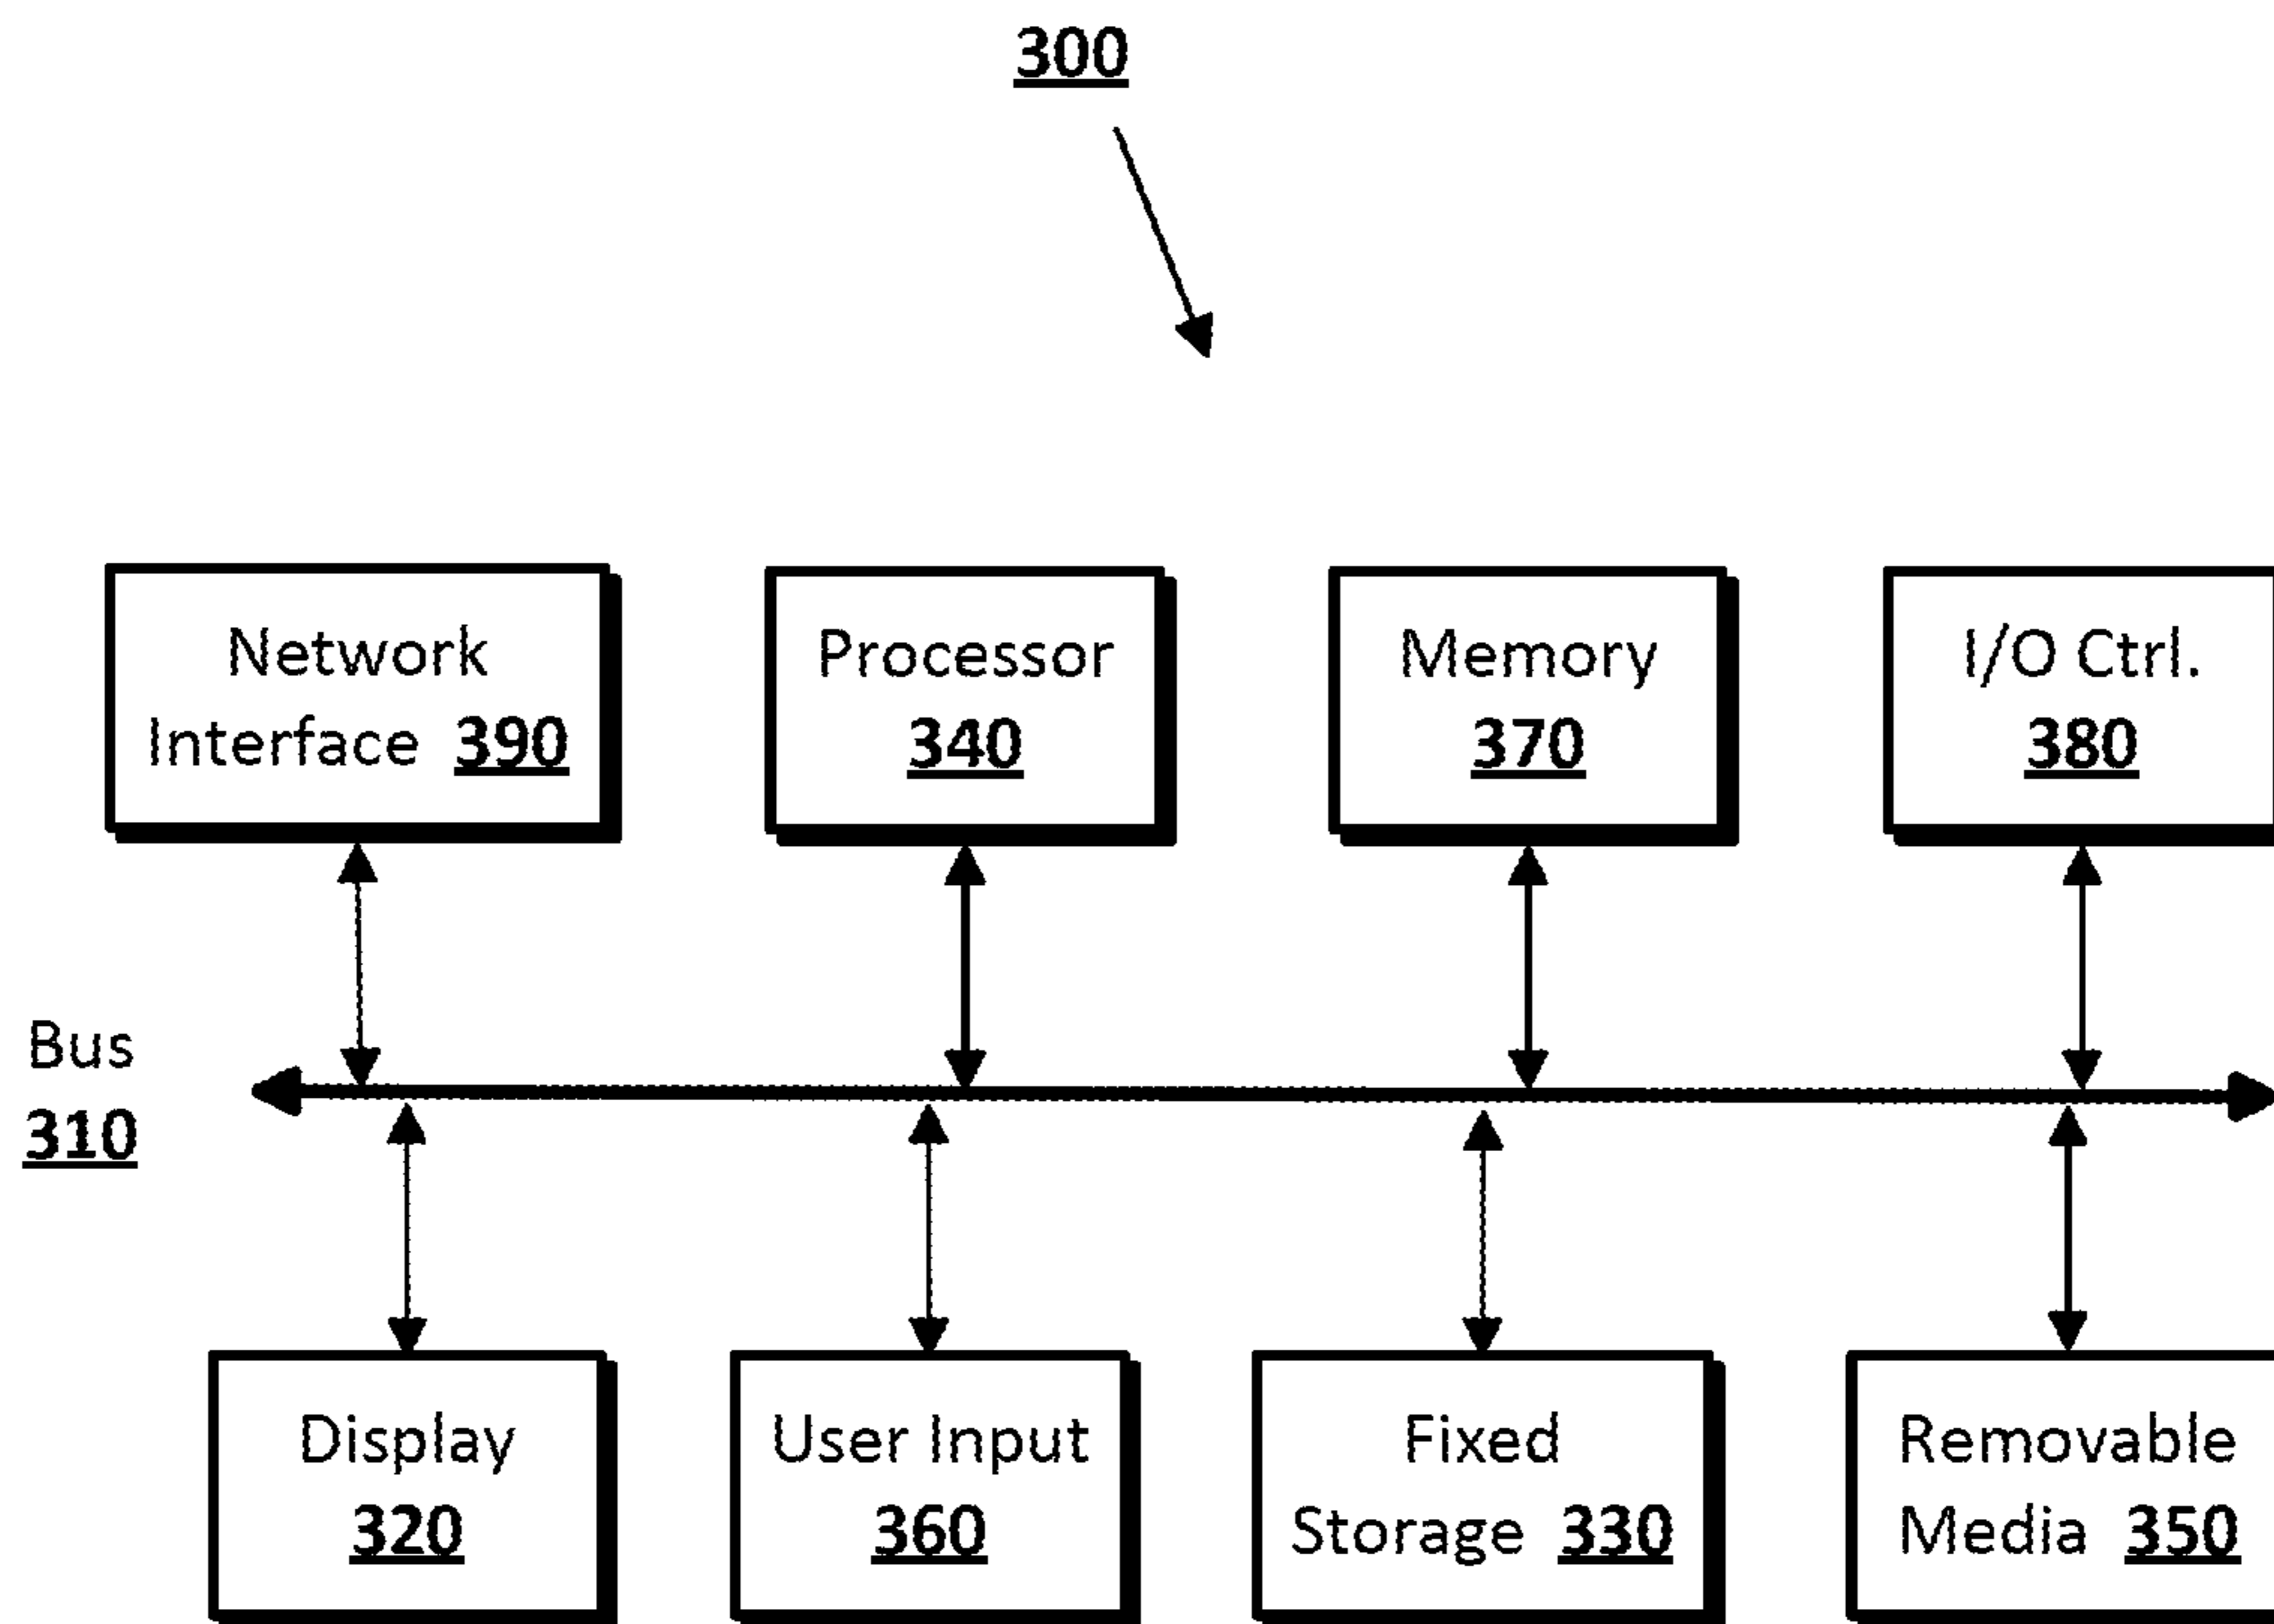 300
Network
Interface 390
Processor
340
Memory
370
I/O Ctrl.
380
Bus
310
Display
320
User Input
360
Fixed
Storage 330
Removable
Media 350